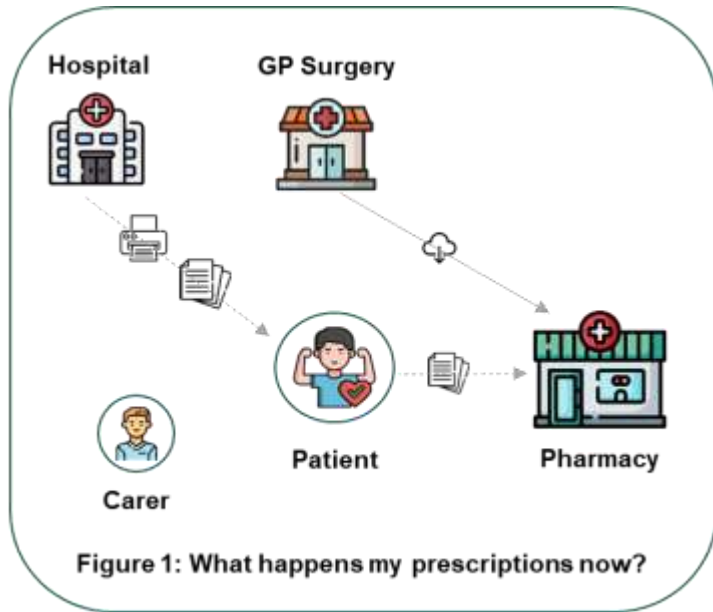 Hospital
GP Surgery
Patient
Carer
Pharmacy
Figure 1: What happens my prescriptions now?